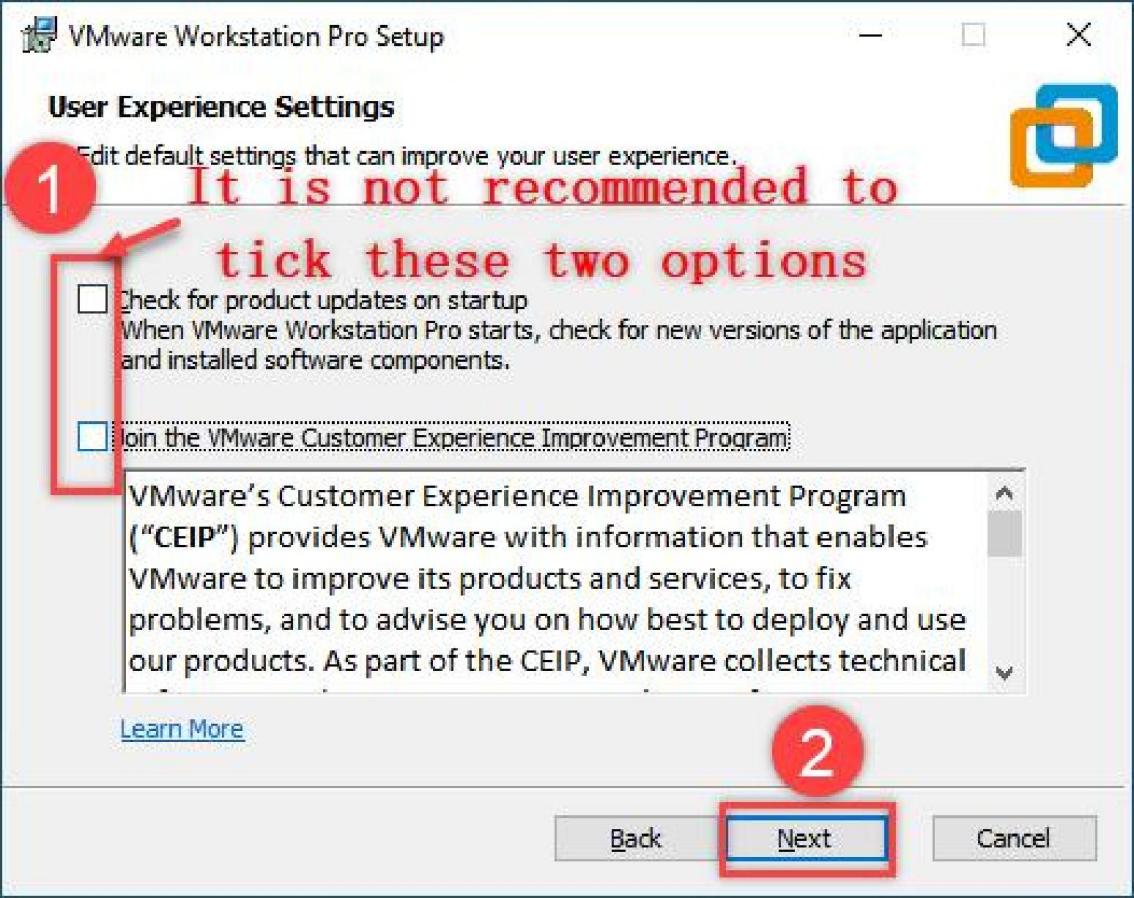 VMware Workstation Pro Setup
User Experience Settings
Edit default settings that can improve your user experience.
1
It is not recommended to
tick these two options
Check for product updates on startup
When VMware Workstation Pro starts, check for new versions of the application
and installed software components.
Join the VMware Customer Experience Improvement Program
VMware’s Customer Experience Improvement Program
(“CEIP”) provides VMware with information that enables
VMware to improve its products and services, to fix
problems, and to advise you on how best to deploy and use
our products. As part of the CEIP, VMware collects technical
Learn More
2
Back
Next
Cancel